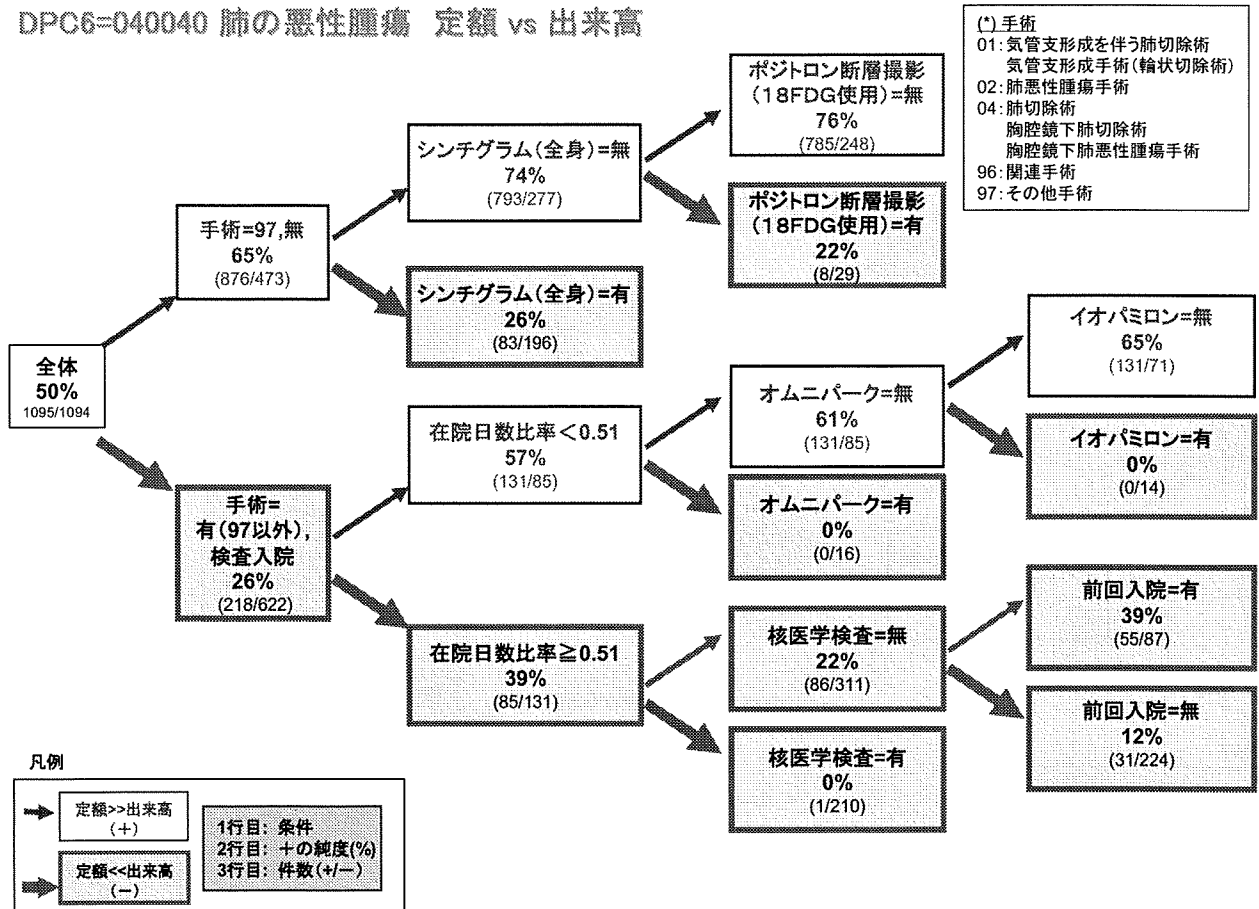 DPC6=040040 肺の悪性腫瘍 定額 vs 出来高
(*) 手術
01:気管支形成を伴う肺切除術
気管支形成手術(輪状切除術)
02:肺悪性腫瘍手術
04:肺切除術
胸腔鏡下肺切除術
胸腔鏡下肺悪性腫瘍手術
96:関連手術
97:その他手術
全体
50%
1095/1094
手術=97,無
65%
(876/473)
手術=
有(97以外),
検査入院
26%
(218/622)
シンチグラム(全身)=無
74%
(793/277)
シンチグラム(全身)=有
26%
(83/196)
在院日数比率<0.51
57%
(131/85)
在院日数比率≧0.51
39%
(85/131)
ポジトロン断層撮影
(18FDG使用)=無
76%
(785/248)
ポジトロン断層撮影
(18FDG使用)=有
22%
(8/29)
オムニパーク=無
61%
(131/85)
オムニパーク=有
0%
(0/16)
核医学検査=無
22%
(86/311)
核医学検査=有
0%
(1/210)
イオパミロン=無
65%
(131/71)
イオパミロン=有
0%
(0/14)
前回入院=有
39%
(55/87)
前回入院=無
12%
(31/224)
凡例
定額>>出来高
(+)
定額<<出来高
(-)
1行目: 条件
2行目: +の純度(%)
3行目: 件数(+/-)